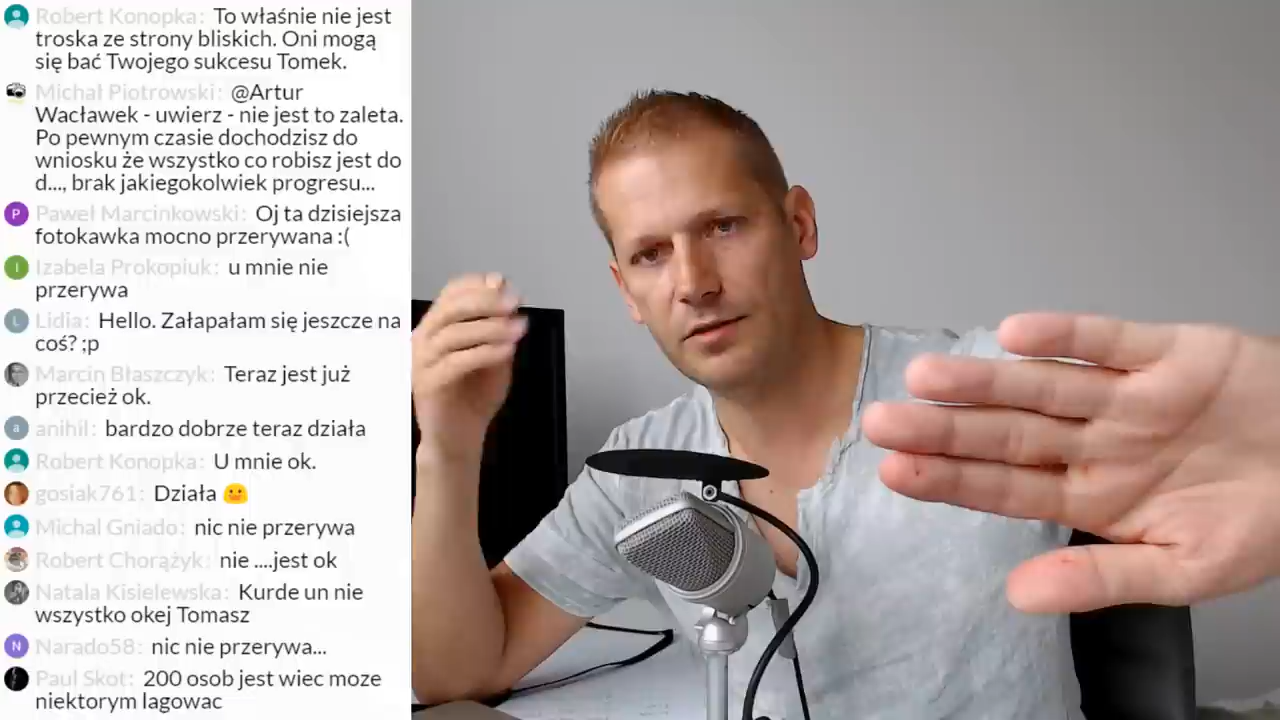 Robert Konopka: To właśnie nie jest
troska ze strony bliskich. Oni mogą
się bać Twojego sukcesu Tomek.
Michał Piotrowski: @Artur
Wacławek - uwierz - nie jest to zaleta.
Po pewnym czasie dochodzisz do
wniosku że wszystko co robisz jest do
d..., brak jakiegokolwiek progresu...
P Paweł Marcinkowski: Oj ta dzisiejsza
fotokawka mocno przerywana :(
I Izabela Prokopiuk: u mnie nie
przerywa
L Lidia: Hello. Załapałam się jeszcze na
coś? ;p
Marcin Błaszczyk: Teraz jest już
przecież ok.
a anihil: bardzo dobrze teraz działa
Robert Konopka: U mnie ok.
gosiak761: Działa 😛
Michal Gniado: nic nie przerywa
Robert Chorążyk: nie ....jest ok
Natala Kisielewska: Kurde un nie
wszystko okej Tomasz
N Narado58: nic nie przerywa...
Paul Skot: 200 osob jest wiec moze
niektorym lagowac